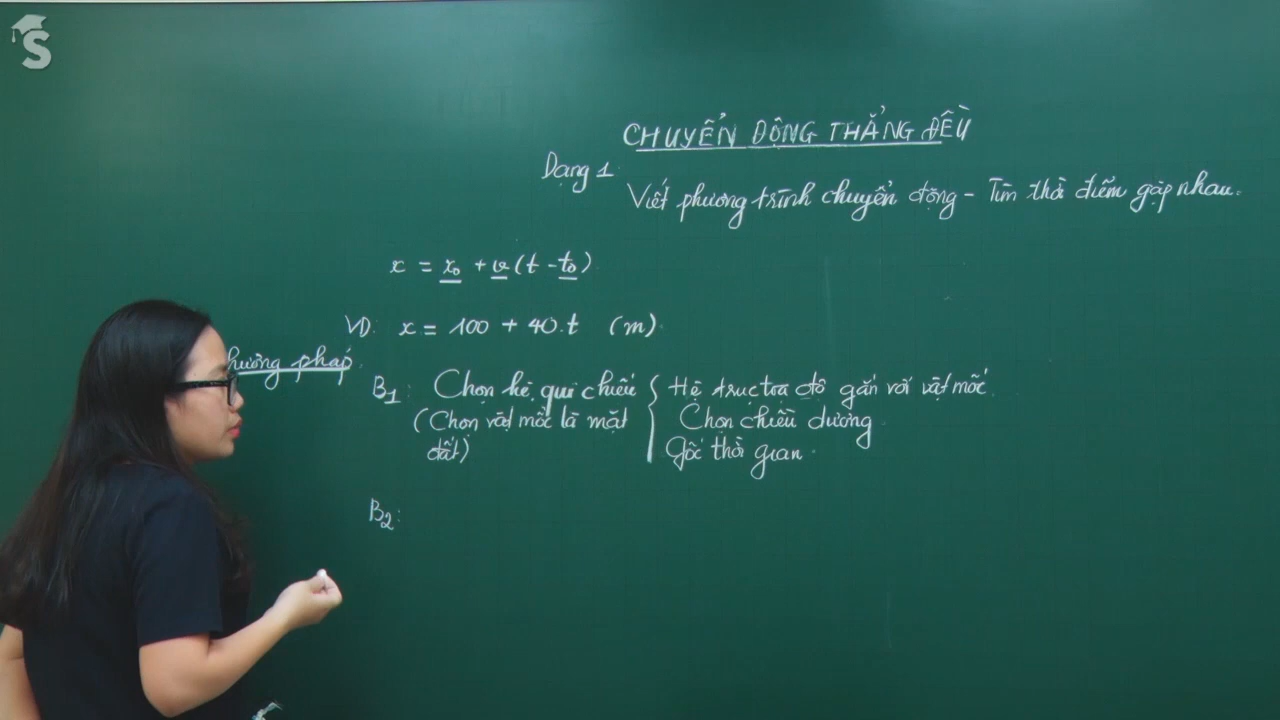 CHUYỂN ĐỘNG THẲNG ĐỀU
Dạng 1
Viết phương trình chuyển động - Tìm thời điểm gặp nhau.
x = x₀ + v(t - t₀)
VD: x = 100 + 40.t (m).
hương pháp.
B₁: Chọn hệ qui chiếu { Hệ trục tọa độ gắn với vật mốc.
(Chọn vật mốc là mặt Chọn chiều dương
đất) Gốc thời gian.
B₂:
S